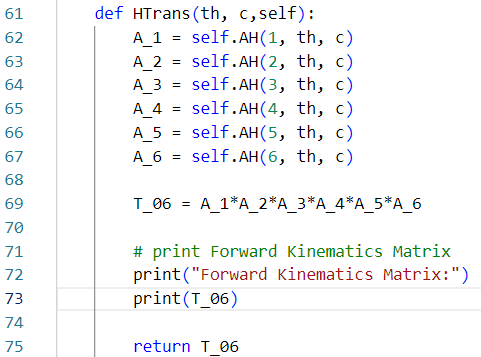 61 def HTrans(th, c,self):
62 A_1 = self.AH(1, th, c)
63 A_2 = self.AH(2, th, c)
64 A_3 = self.AH(3, th, c)
65 A_4 = self.AH(4, th, c)
66 A_5 = self.AH(5, th, c)
67 A_6 = self.AH(6, th, c)
68
69 T_06 = A_1*A_2*A_3*A_4*A_5*A_6
70
71 # print Forward Kinematics Matrix
72 print("Forward Kinematics Matrix:")
73 print(T_06)
74
75 return T_06